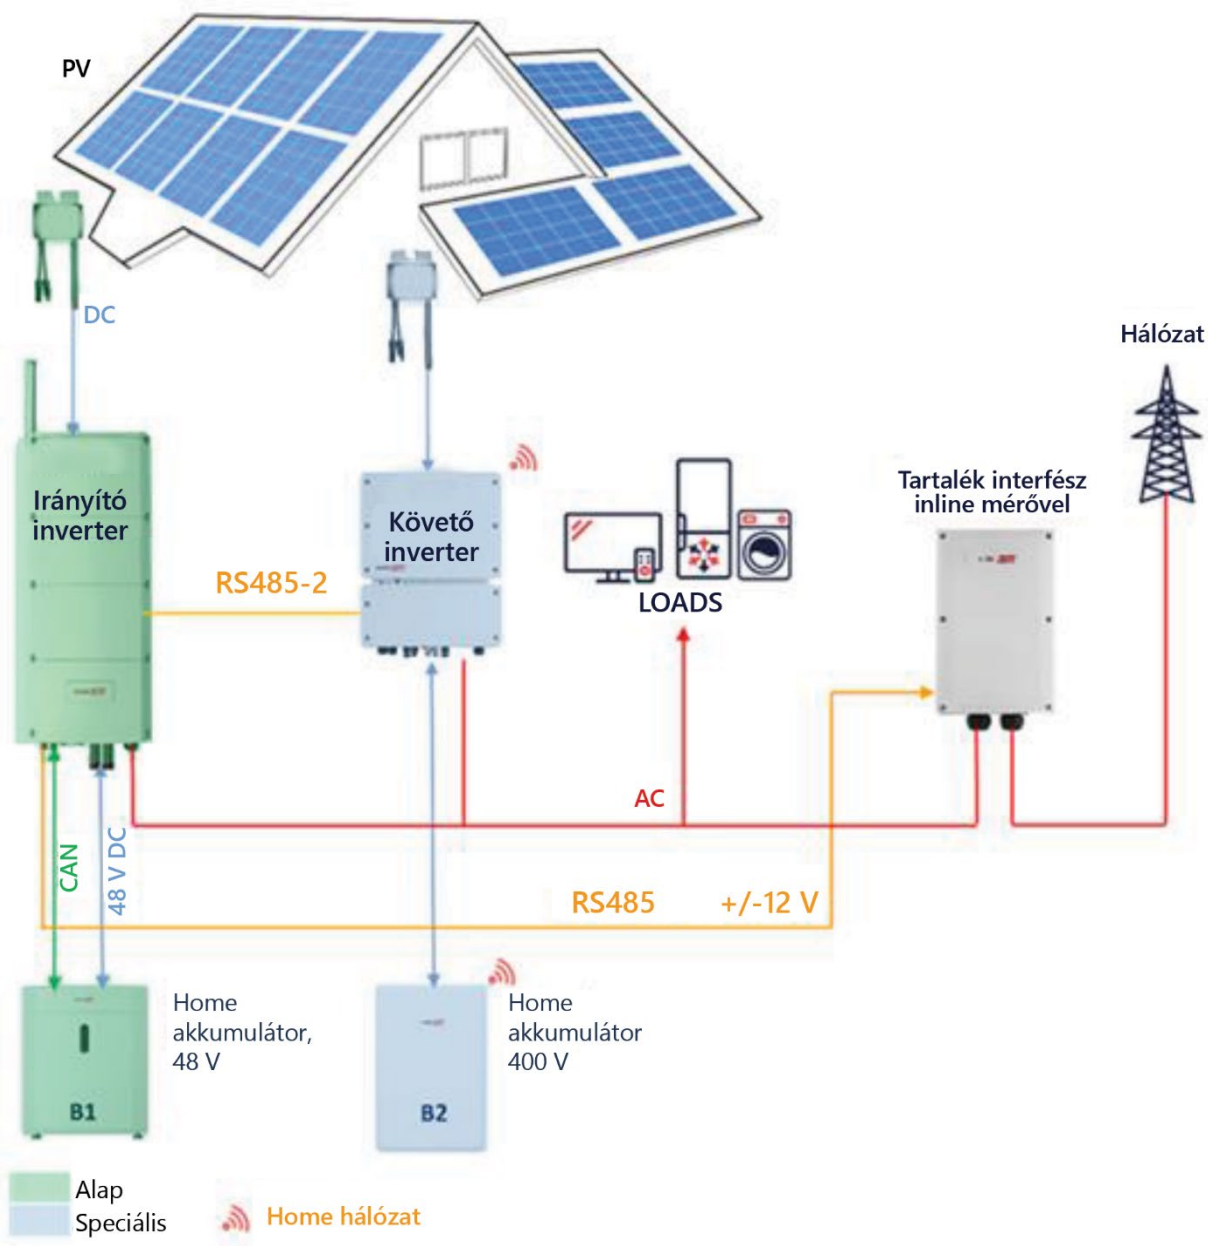 PV
DC
Hálózat
Irányító
inverter
Követő
inverter
Tartalék interfész
inline mérővel
RS485-2
LOADS
AC
CAN
48 V DC
RS485 +/-12 V
Home
akkumulátor,
48 V
Home
akkumulátor
400 V
B1
B2
Alap
Speciális
Home hálózat